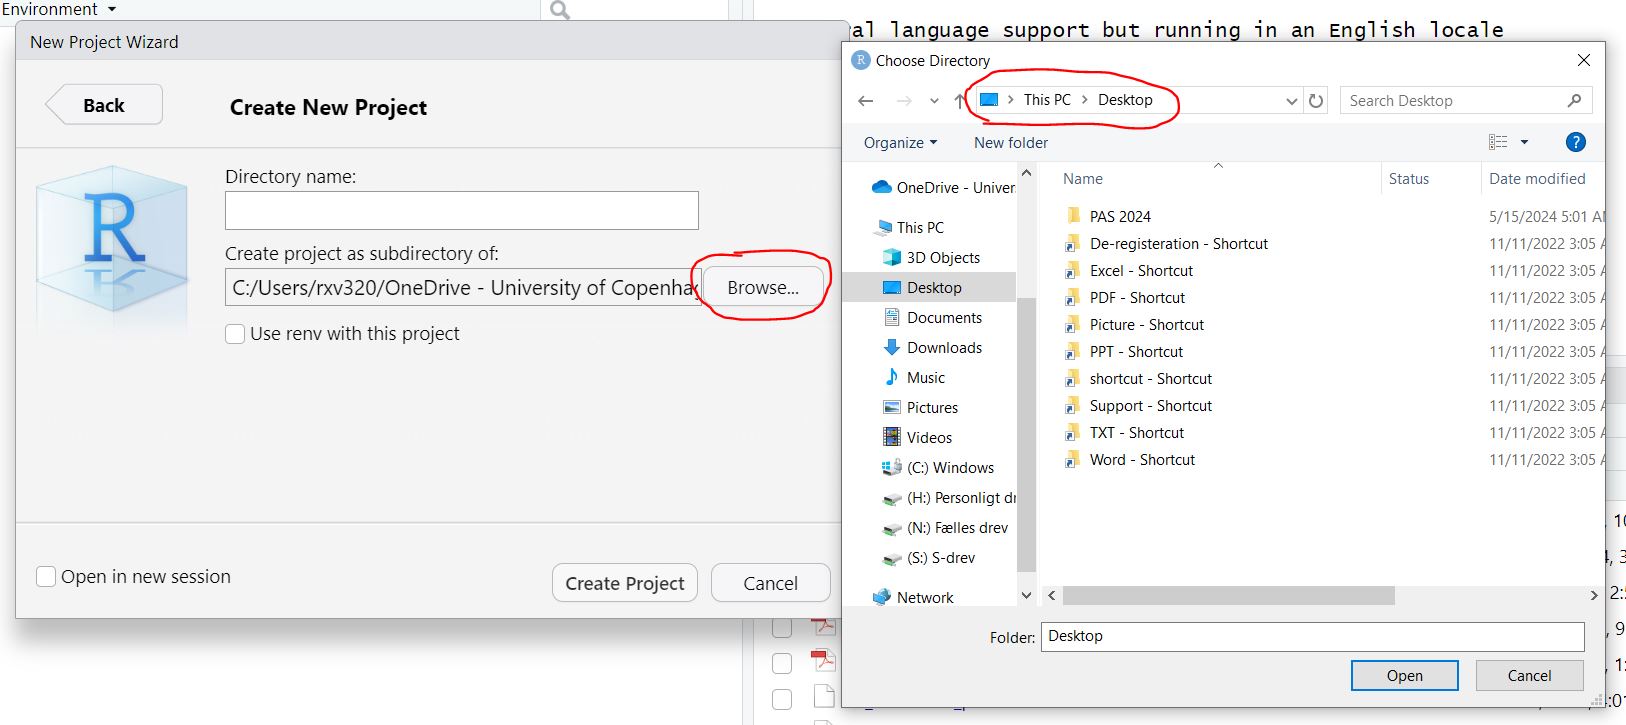 Environment
ral language support but running in an English locale
New Project Wizard
Back
Create New Project
R
Directory name:
Create project as subdirectory of:
C:/Users/rxv320/OneDrive - University of Copenha
Browse...
Use renv with this project
Open in new session
Create Project
Cancel
R Choose Directory
This PC > Desktop
Search Desktop
Organize
New folder
?
OneDrive - Univer
This PC
3D Objects
Desktop
Documents
Downloads
Music
Pictures
Videos
(C:) Windows
(H:) Personligt dr
(N:) Fælles drev
(S:) S-drev
Network
Name Status Date modified
PAS 2024 5/15/2024 5:01 A
De-registeration - Shortcut 11/11/2022 3:05 A
Excel - Shortcut 11/11/2022 3:05 A
PDF - Shortcut 11/11/2022 3:05 A
Picture - Shortcut 11/11/2022 3:05 A
PPT - Shortcut 11/11/2022 3:05 A
shortcut - Shortcut 11/11/2022 3:05 A
Support - Shortcut 11/11/2022 3:05 A
TXT - Shortcut 11/11/2022 3:05 A
Word - Shortcut 11/11/2022 3:05 A
Folder: Desktop
Open
Cancel